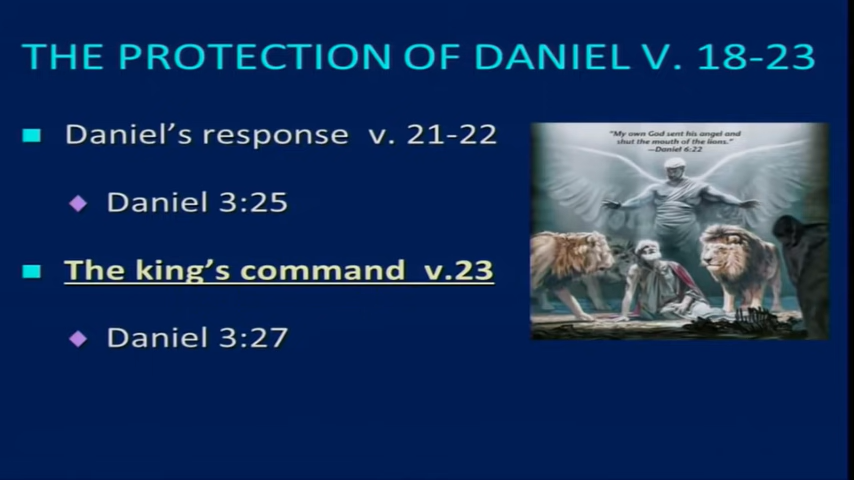 THE PROTECTION OF DANIEL V. 18-23
Daniel's response v. 21-22
Daniel 3:25
The king's command v.23
Daniel 3:27
"My own God sent his angel and
shut the mouth of the lions."
—Daniel 6:22